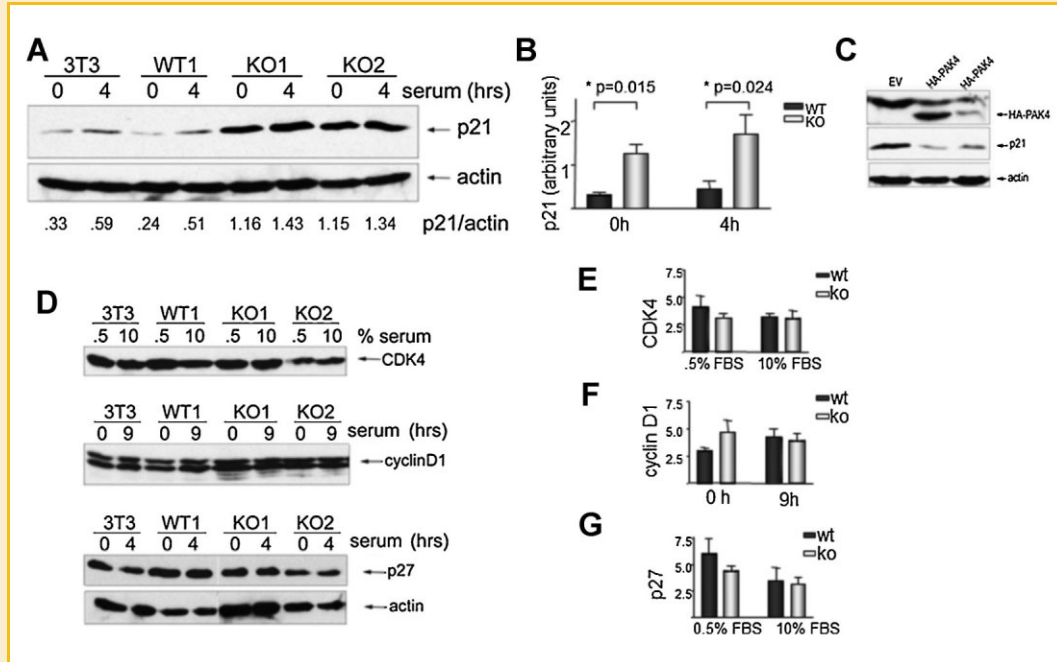 A
3T3 WT1 KO1 KO2
0 4 0 4 0 4 0 4 serum (hrs)
p21
actin
.33 .59 .24 .51 1.16 1.43 1.15 1.34 p21/actin
B
* p=0.015 * p=0.024
WT
KO
p21 (arbitrary units)
2
1
0h 4h
C
EV HA-PAK4 HA-PAK4
HA-PAK4
p21
actin
D
3T3 WT1 KO1 KO2
.5 10 .5 10 .5 10 .5 10 % serum
CDK4
3T3 WT1 KO1 KO2
0 9 0 9 0 9 0 9 serum (hrs)
cyclinD1
3T3 WT1 KO1 KO2
0 4 0 4 0 4 0 4 serum (hrs)
p27
actin
E
CDK4
7.5
5.0
2.5
wt
ko
.5% FBS 10% FBS
F
cyclin D1
7.5
5.0
2.5
wt
ko
0 h 9h
G
p27
7.5
5.0
2.5
wt
ko
0.5% FBS 10% FBS